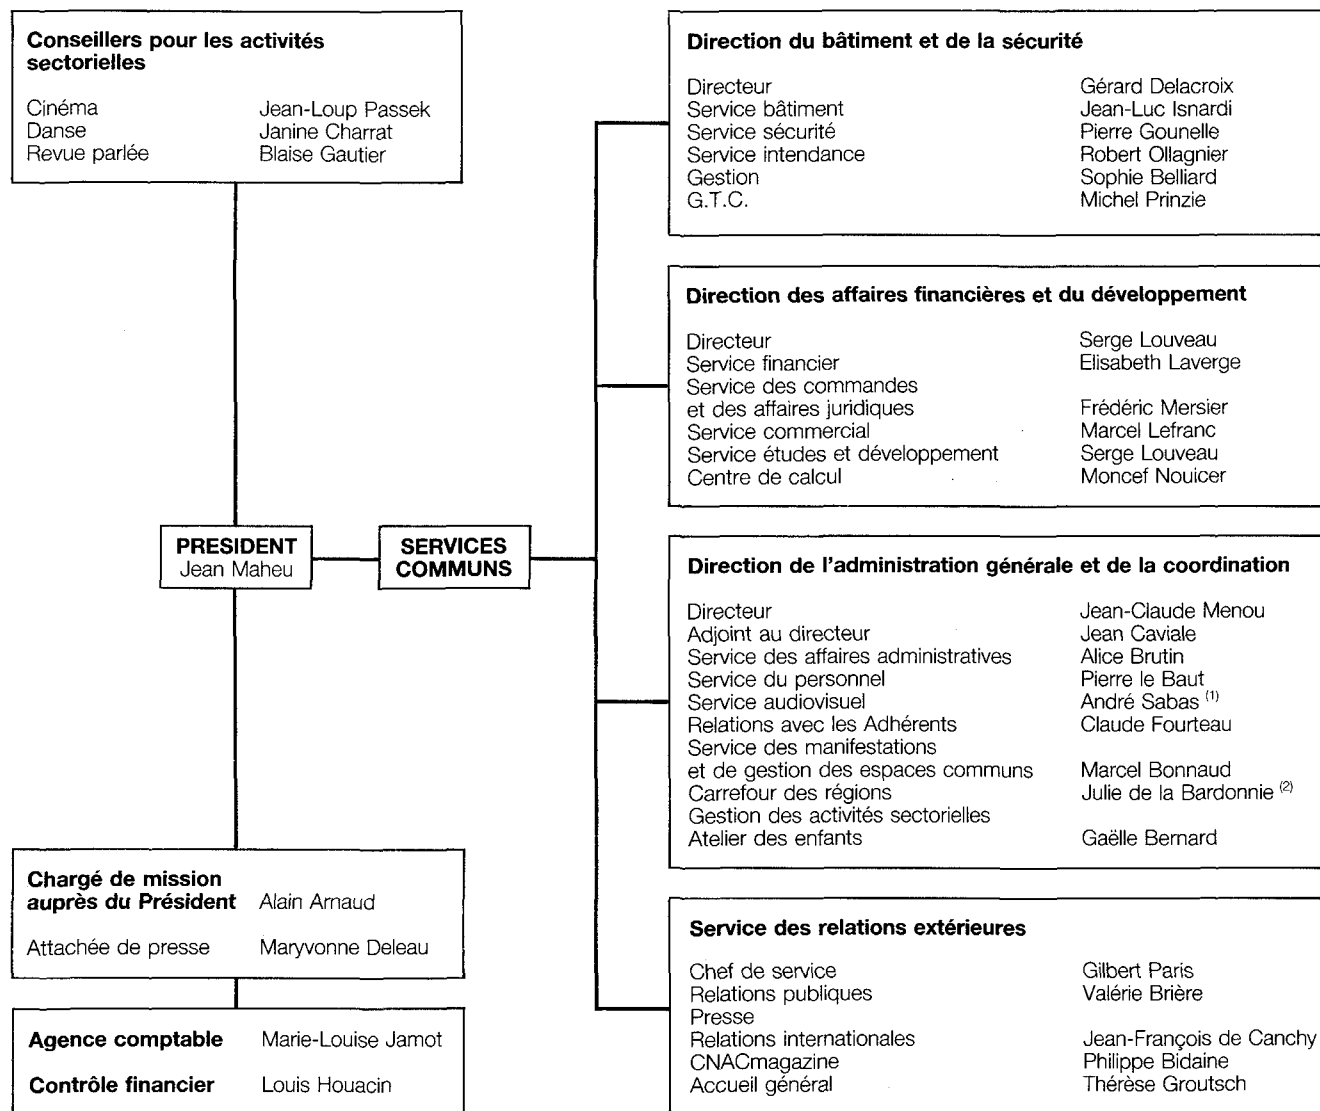 Conseillers pour les activités
sectorielles
Cinéma Jean-Loup Passek
Danse Janine Charrat
Revue parlée Blaise Gautier
PRESIDENT
Jean Maheu
SERVICES
COMMUNS
Chargé de mission
auprès du Président Alain Arnaud
Attachée de presse Maryvonne Deleau
Agence comptable Marie-Louise Jamot
Contrôle financier Louis Houacin
Direction du bâtiment et de la sécurité
Directeur Gérard Delacroix
Service bâtiment Jean-Luc Isnardi
Service sécurité Pierre Gounelle
Service intendance Robert Ollagnier
Gestion Sophie Belliard
G.T.C. Michel Prinzie
Direction des affaires financières et du développement
Directeur Serge Louveau
Service financier Elisabeth Laverge
Service des commandes
et des affaires juridiques Frédéric Mersier
Service commercial Marcel Lefranc
Service études et développement Serge Louveau
Centre de calcul Moncef Nouicer
Direction de l'administration générale et de la coordination
Directeur Jean-Claude Menou
Adjoint au directeur Jean Caviale
Service des affaires administratives Alice Brutin
Service du personnel Pierre le Baut
Service audiovisuel André Sabas (1)
Relations avec les Adhérents Claude Fourteau
Service des manifestations
et de gestion des espaces communs Marcel Bonnaud
Carrefour des régions Julie de la Bardonnie (2)
Gestion des activités sectorielles
Atelier des enfants Gaëlle Bernard
Service des relations extérieures
Chef de service Gilbert Paris
Relations publiques Valérie Brière
Presse
Relations internationales Jean-François de Canchy
CNACmagazine Philippe Bidaine
Accueil général Thérèse Groutsch